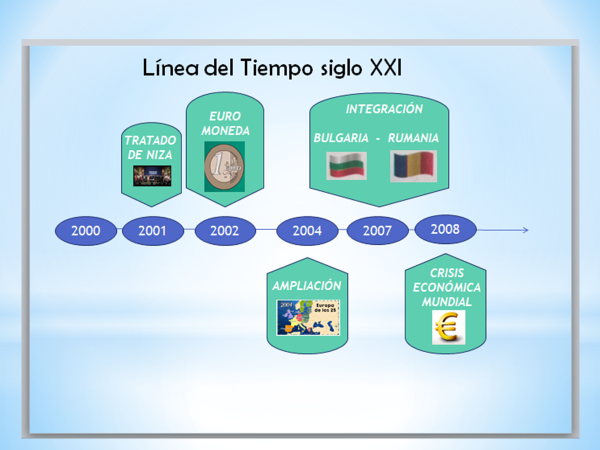 Línea del Tiempo siglo XXI
TRATADO
DE NIZA
EURO
MONEDA
INTEGRACIÓN
BULGARIA - RUMANIA
2000
2001
2002
2004
2007
2008
AMPLIACIÓN
2004
Europa
de los 25
CRISIS
ECONÓMICA
MUNDIAL